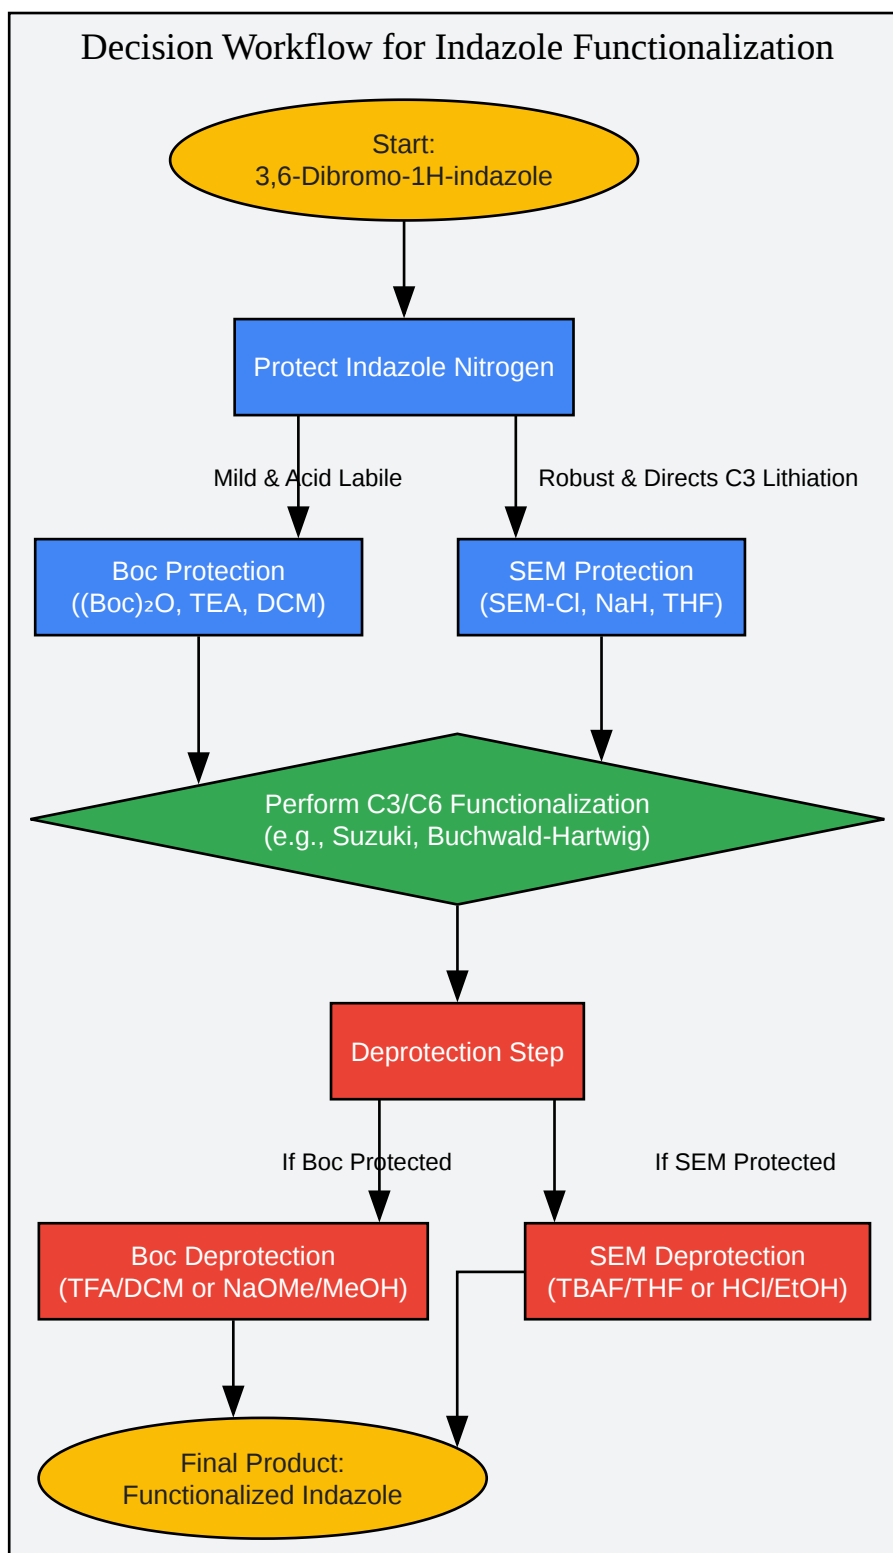 Decision Workflow for Indazole Functionalization
Start:
3,6-Dibromo-1H-indazole
Protect Indazole Nitrogen
Mild & Acid Labile
Robust & Directs C3 Lithiation
Boc Protection
((Boc)₂O, TEA, DCM)
SEM Protection
(SEM-Cl, NaH, THF)
Perform C3/C6 Functionalization
(e.g., Suzuki, Buchwald-Hartwig)
Deprotection Step
If Boc Protected
If SEM Protected
Boc Deprotection
(TFA/DCM or NaOMe/MeOH)
SEM Deprotection
(TBAF/THF or HCl/EtOH)
Final Product:
Functionalized Indazole